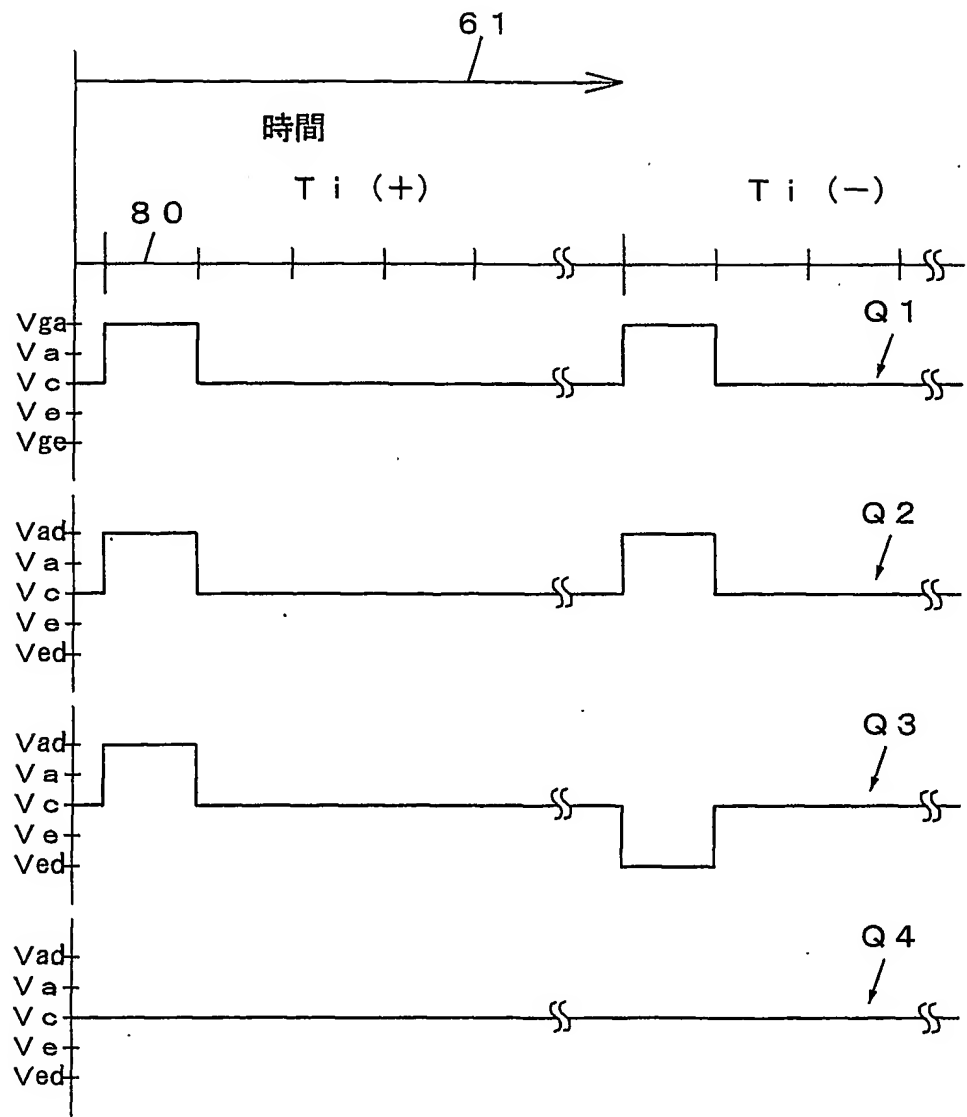 ６１
時間
Ｔｉ（＋）
Ｔｉ（－）
８０
Vga
Ｖａ
Ｖｃ
Ｖｅ
Vge
Ｑ１
Vad
Ｖａ
Ｖｃ
Ｖｅ
Ved
Ｑ２
Vad
Ｖａ
Ｖｃ
Ｖｅ
Ved
Ｑ３
Vad
Ｖａ
Ｖｃ
Ｖｅ
Ved
Ｑ４